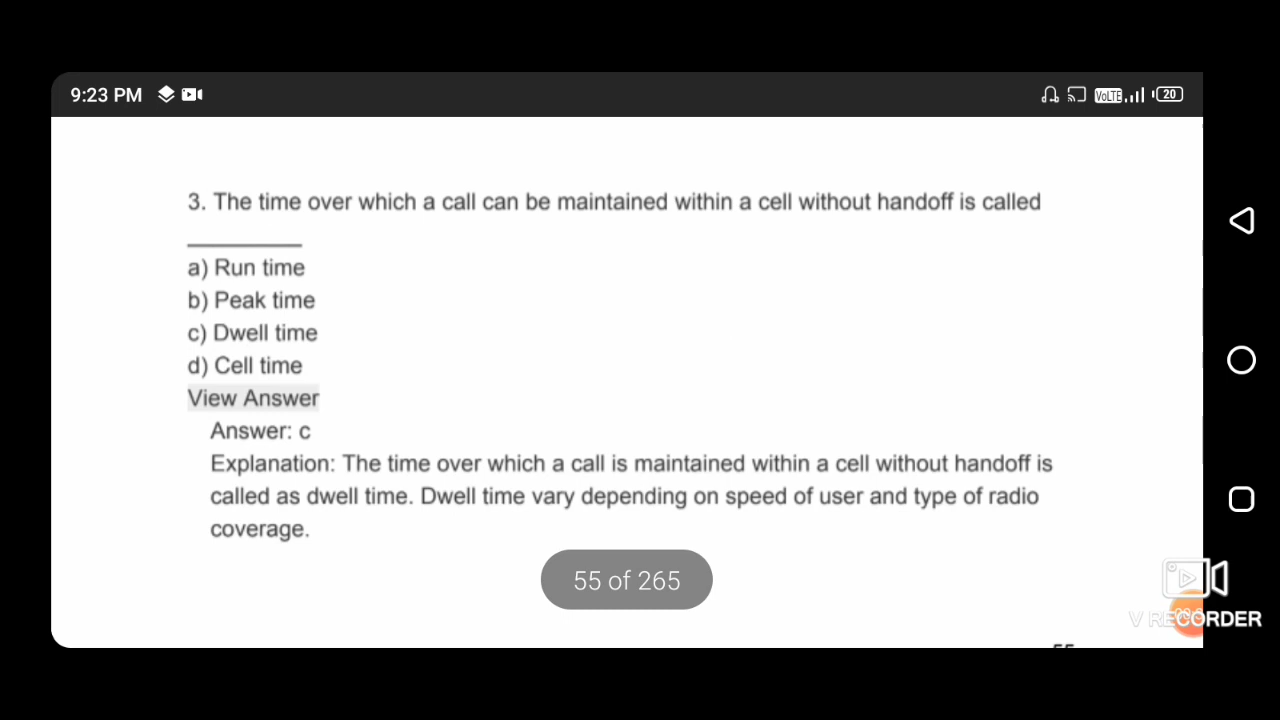 9:23 PM VoLTE 20
3. The time over which a call can be maintained within a cell without handoff is called
__________
a) Run time
b) Peak time
c) Dwell time
d) Cell time
View Answer
Answer: c
Explanation: The time over which a call is maintained within a cell without handoff is
called as dwell time. Dwell time vary depending on speed of user and type of radio
coverage.
55 of 265
V RECORDER